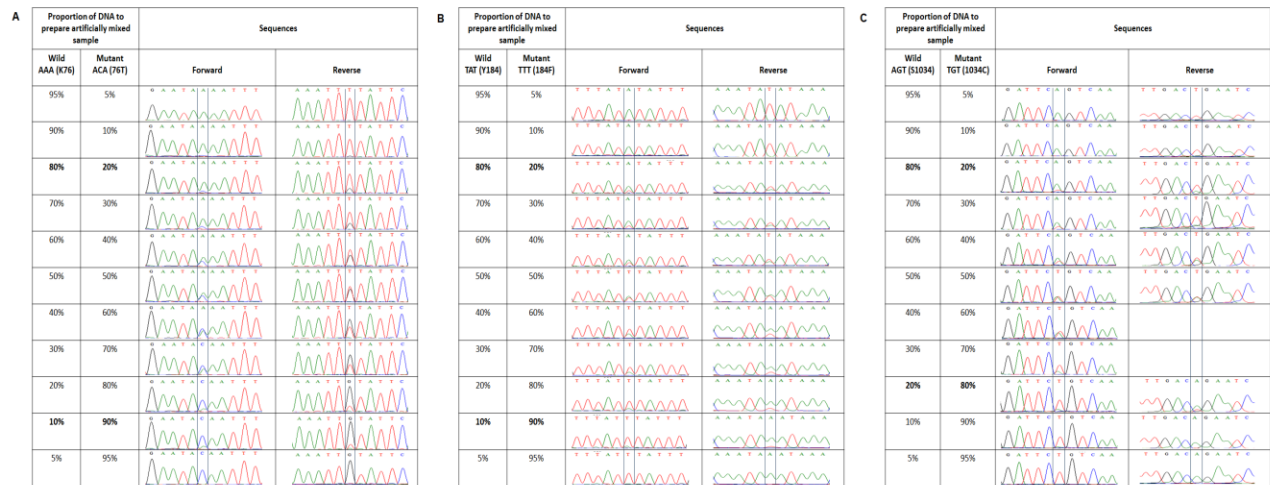 A
Proportion of DNA to prepare artificially mixed sample
Sequences
Wild AAA (K76)
Mutant ACA (76T)
Forward
Reverse
95% 5%
G A A T A A A A T T T
A A A T T T T A T T C
90% 10%
G A A T A A A A T T T
A A A T T T T A T T C
80% 20%
G A A T A A A A T T T
A A A T T T T A T T C
70% 30%
G A A T A A A A T T T
A A A T T T T A T T C
60% 40%
G A A T A A A A T T T
A A A T T T T A T T C
50% 50%
G A A T A A A A T T T
A A A T T T T A T T C
40% 60%
G A A T A C A A T T T
30% 70%
G A A T A C A A T T T
20% 80%
G A A T A C A A T T T
A A A T T G T A T T C
10% 90%
G A A T A C A A T T T
A A A T T G T A T T C
5% 95%
G A A T A C A A T T T
A A A T T G T A T T C
B
Proportion of DNA to prepare artificially mixed sample
Sequences
Wild TAT (Y184)
Mutant TTT (184F)
Forward
Reverse
95% 5%
T T T A T A T A T T T
A A A T A T A T A A A
90% 10%
T T T A T A T A T T T
A A A T A T A T A A A
80% 20%
T T T A T A T A T T T
A A A T A T A T A A A
70% 30%
T T T A T A T A T T T
A A A T A T A T A A A
60% 40%
T T T A T A T A T T T
A A A T A T A T A A A
50% 50%
T T T A T T T A T T T
A A A T A A A T A A A
40% 60%
T T T A T T T A T T T
A A A T A A A T A A A
30% 70%
T T T A T T T A T T T
A A A T A A A T A A A
20% 80%
T T T A T T T A T T T
A A A T A A A T A A A
10% 90%
A A A T A A A T A A A
5% 95%
T T T A T T T A T T T
A A A T A A A T A A A
C
Proportion of DNA to prepare artificially mixed sample
Sequences
Wild AGT (S1034)
Mutant TGT (1034C)
Forward
Reverse
95% 5%
G A T T C A G T C A A
T T G A C T G A A T C
90% 10%
G A T T C A G T C A A
T T G A C T G A A T C
80% 20%
G A T T C A G T C A A
T T G A C T G A A T C
70% 30%
G A T T C A G T C A A
T T G A C T G A A T C
60% 40%
G A T T C A G T C A A
T T G A C T G A A T C
50% 50%
G A T T C T G T C A A
T T G A C T G A A T C
40% 60%
G A T T C T G T C A A
30% 70%
G A T T C T G T C A A
20% 80%
G A T T C T G T C A A
T T G A C A G A A T C
10% 90%
G A T T C T G T C A A
T T G A C A G A A T C
5% 95%
G A T T C T G T C A A
T T G A C A G A A T C